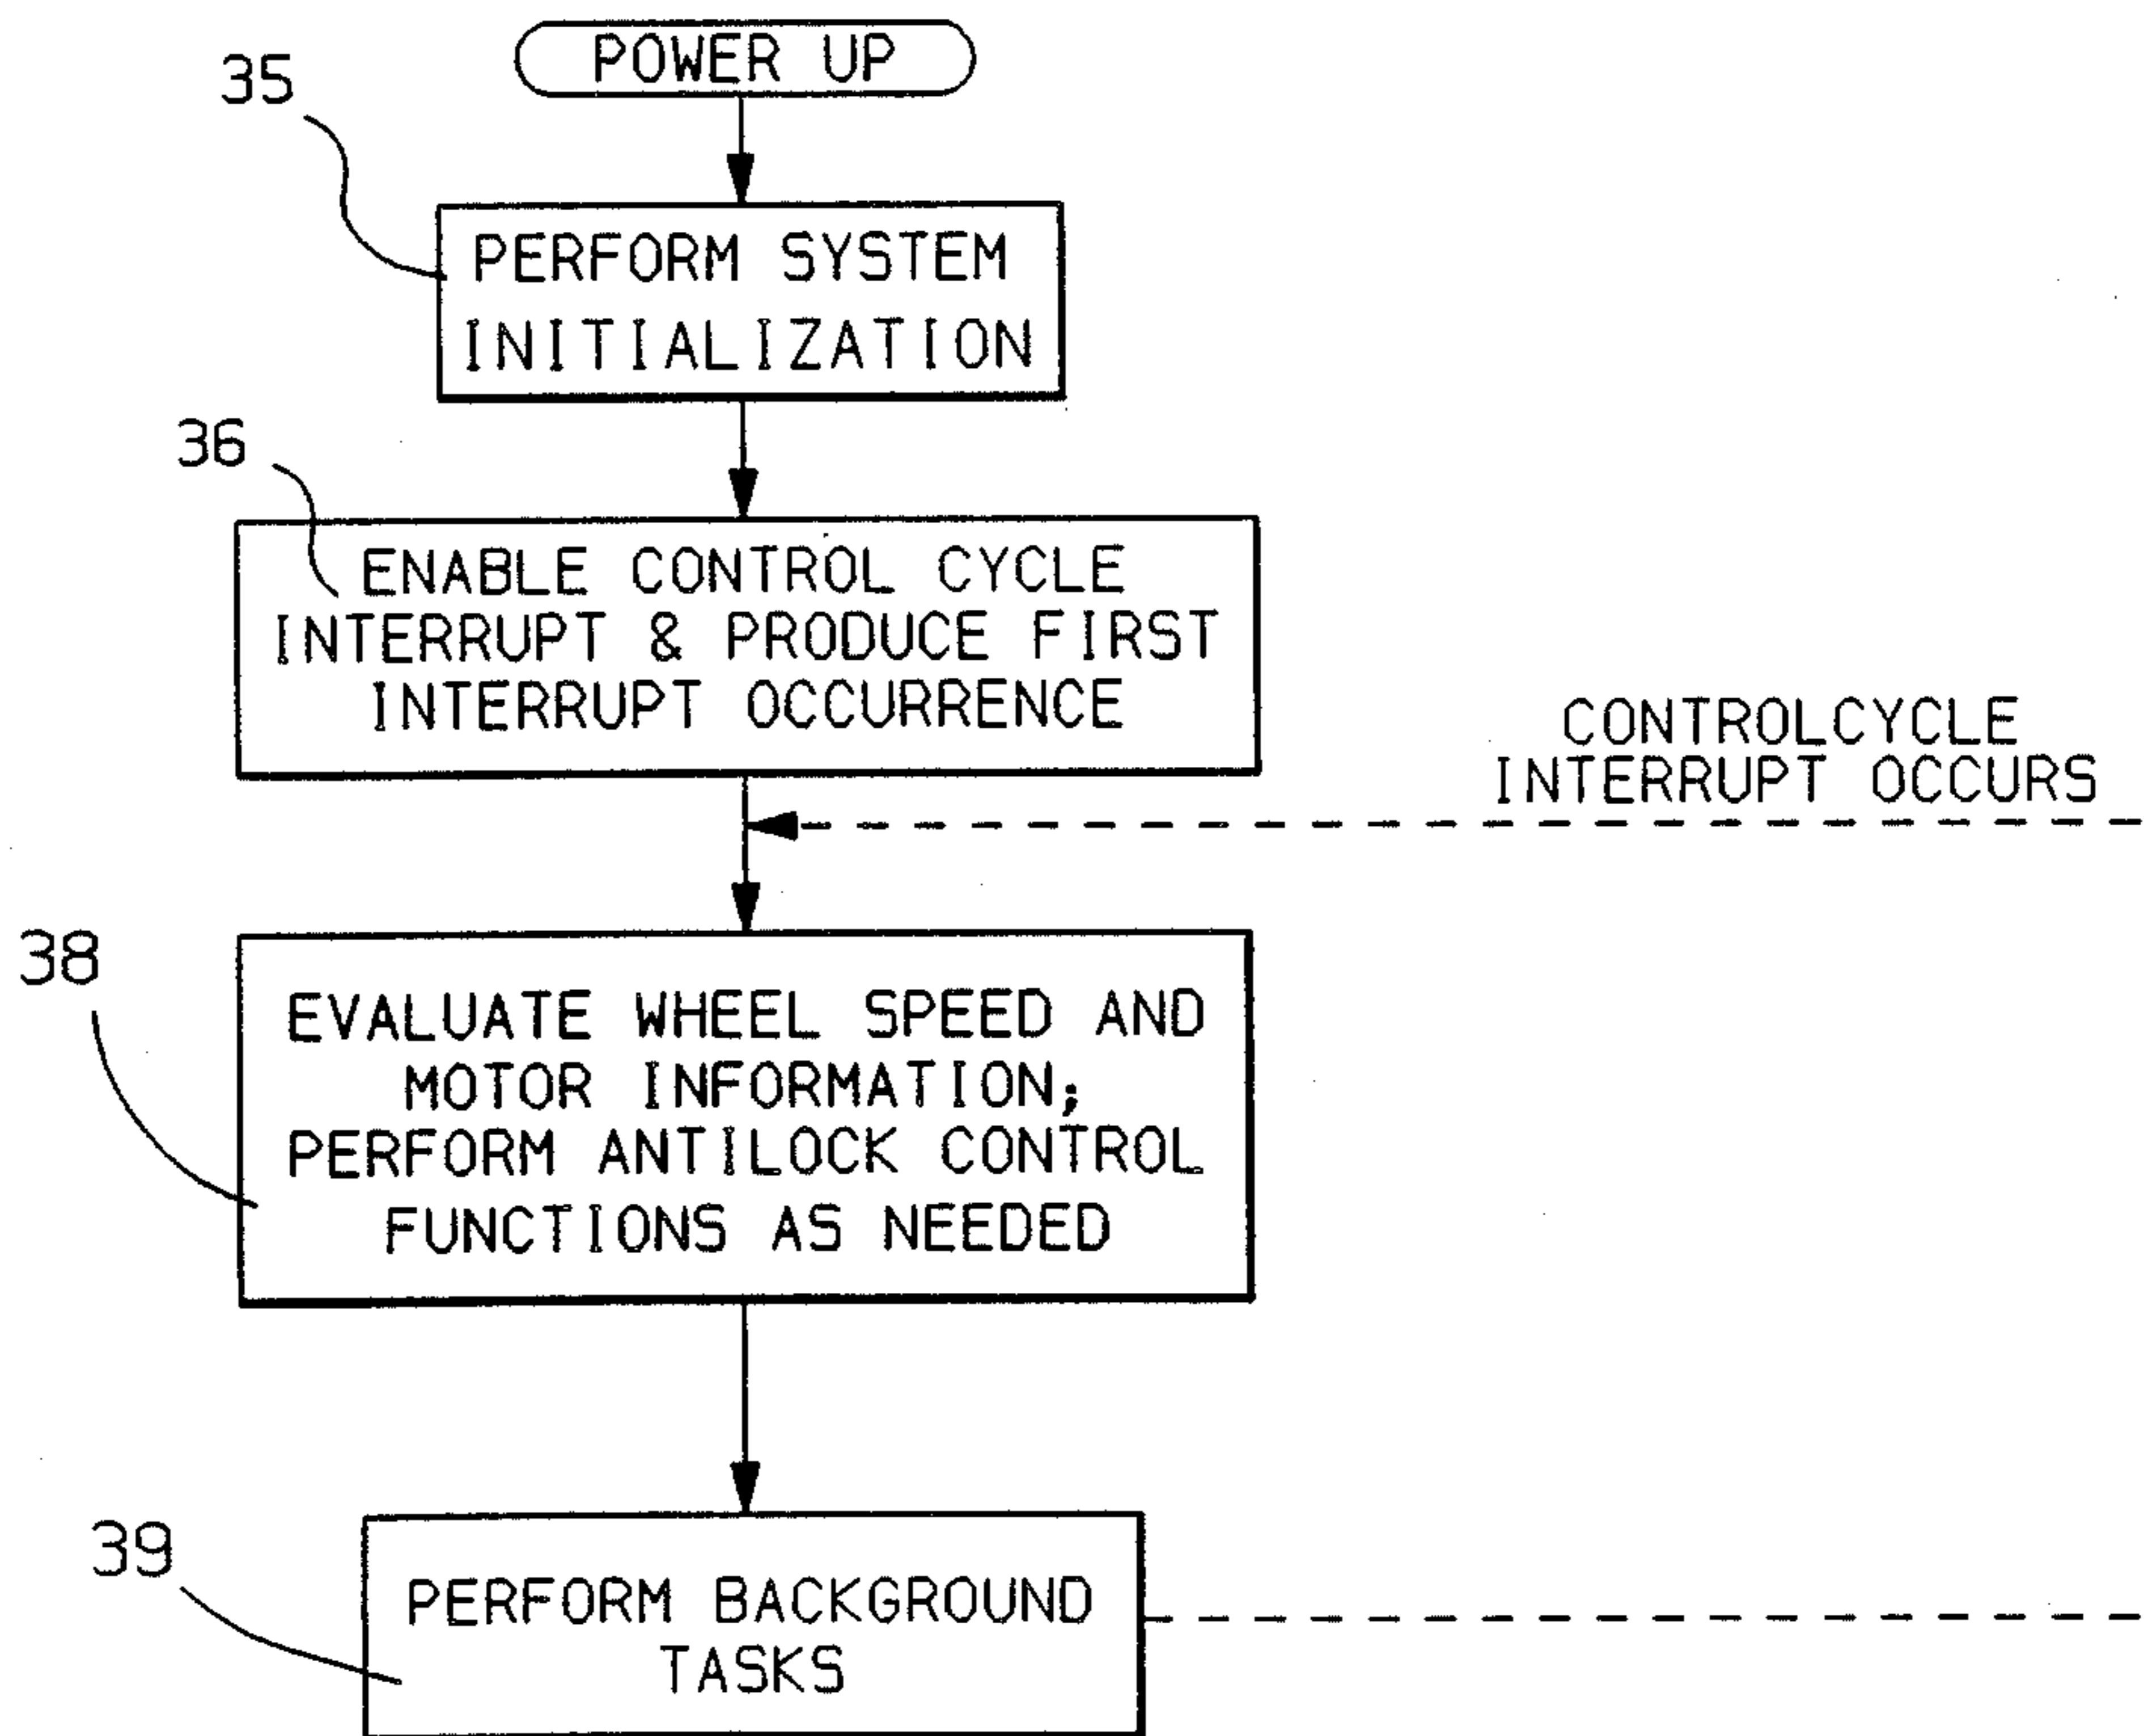 POWER UP
35
PERFORM SYSTEM
INITIALIZATION
36
ENABLE CONTROL CYCLE
INTERRUPT & PRODUCE FIRST
INTERRUPT OCCURRENCE
CONTROLCYCLE
INTERRUPT OCCURS
38
EVALUATE WHEEL SPEED AND
MOTOR INFORMATION;
PERFORM ANTILOCK CONTROL
FUNCTIONS AS NEEDED
39
PERFORM BACKGROUND
TASKS